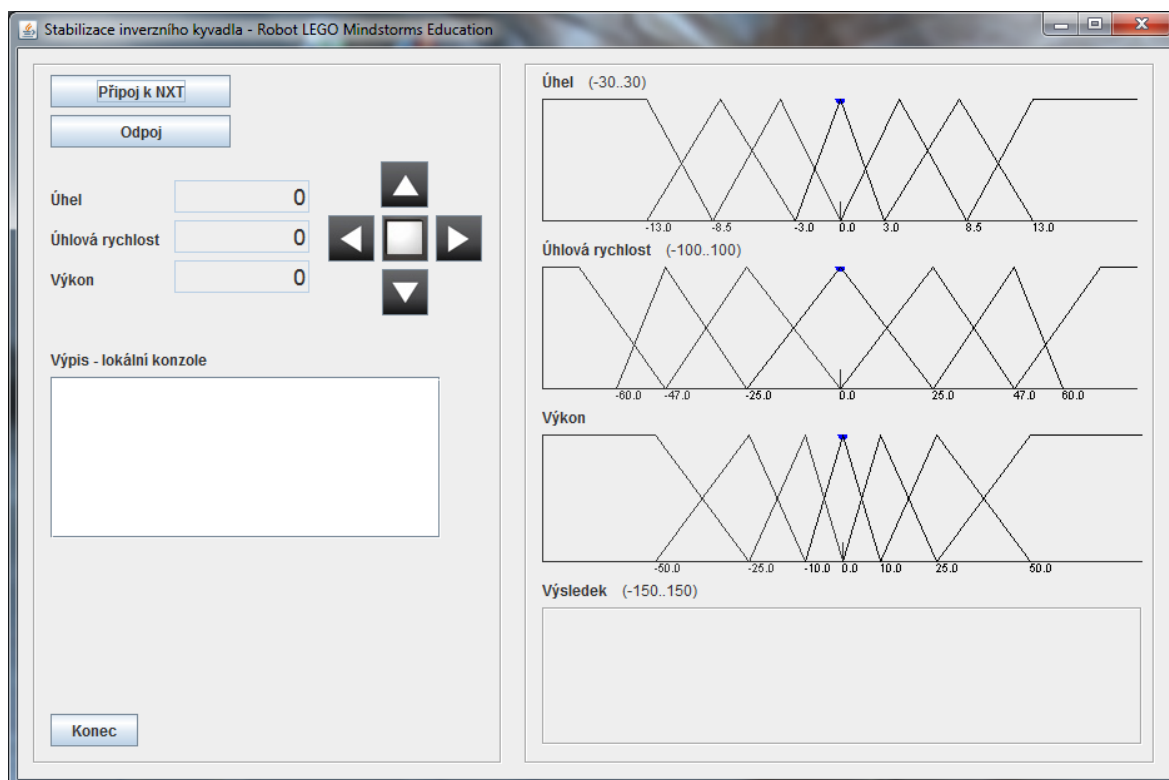 Stabilizace inverzního kyvadla - Robot LEGO Mindstorms Education
Připoj k NXT
Odpoj
Úhel 0
Úhlová rychlost 0
Výkon 0
Výpis - lokální konzole
Konec
Úhel (-30..30)
-13.0 -8.5 -3.0 0.0 3.0 8.5 13.0
Úhlová rychlost (-100..100)
-60.0 -47.0 -25.0 0.0 25.0 47.0 60.0
Výkon
-50.0 -25.0 -10.0 0.0 10.0 25.0 50.0
Výsledek (-150..150)